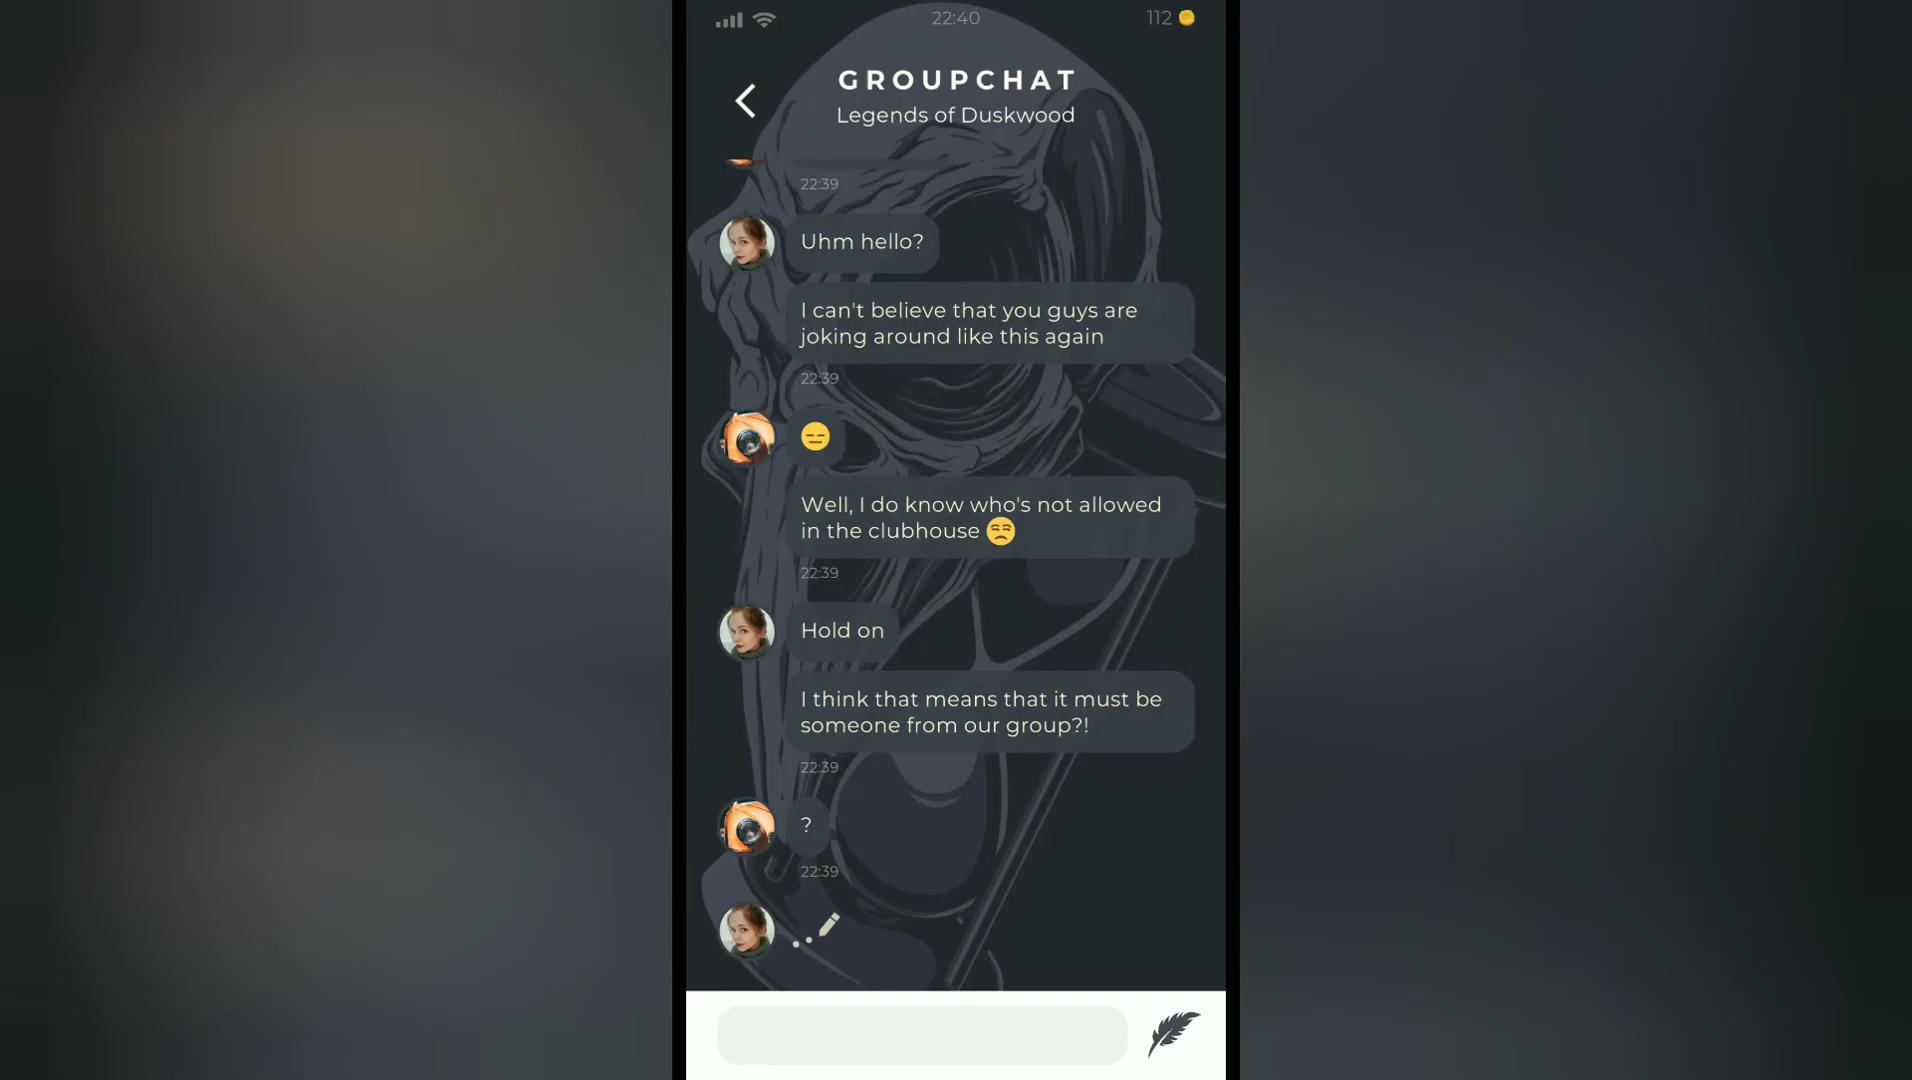 22:40
112
GROUPCHAT
Legends of Duskwood
22:39
Uhm hello?
I can't believe that you guys are
joking around like this again
22:39
😑
Well, I do know who's not allowed
in the clubhouse 😒
22:39
Hold on
I think that means that it must be
someone from our group?!
22:39
?
22:39